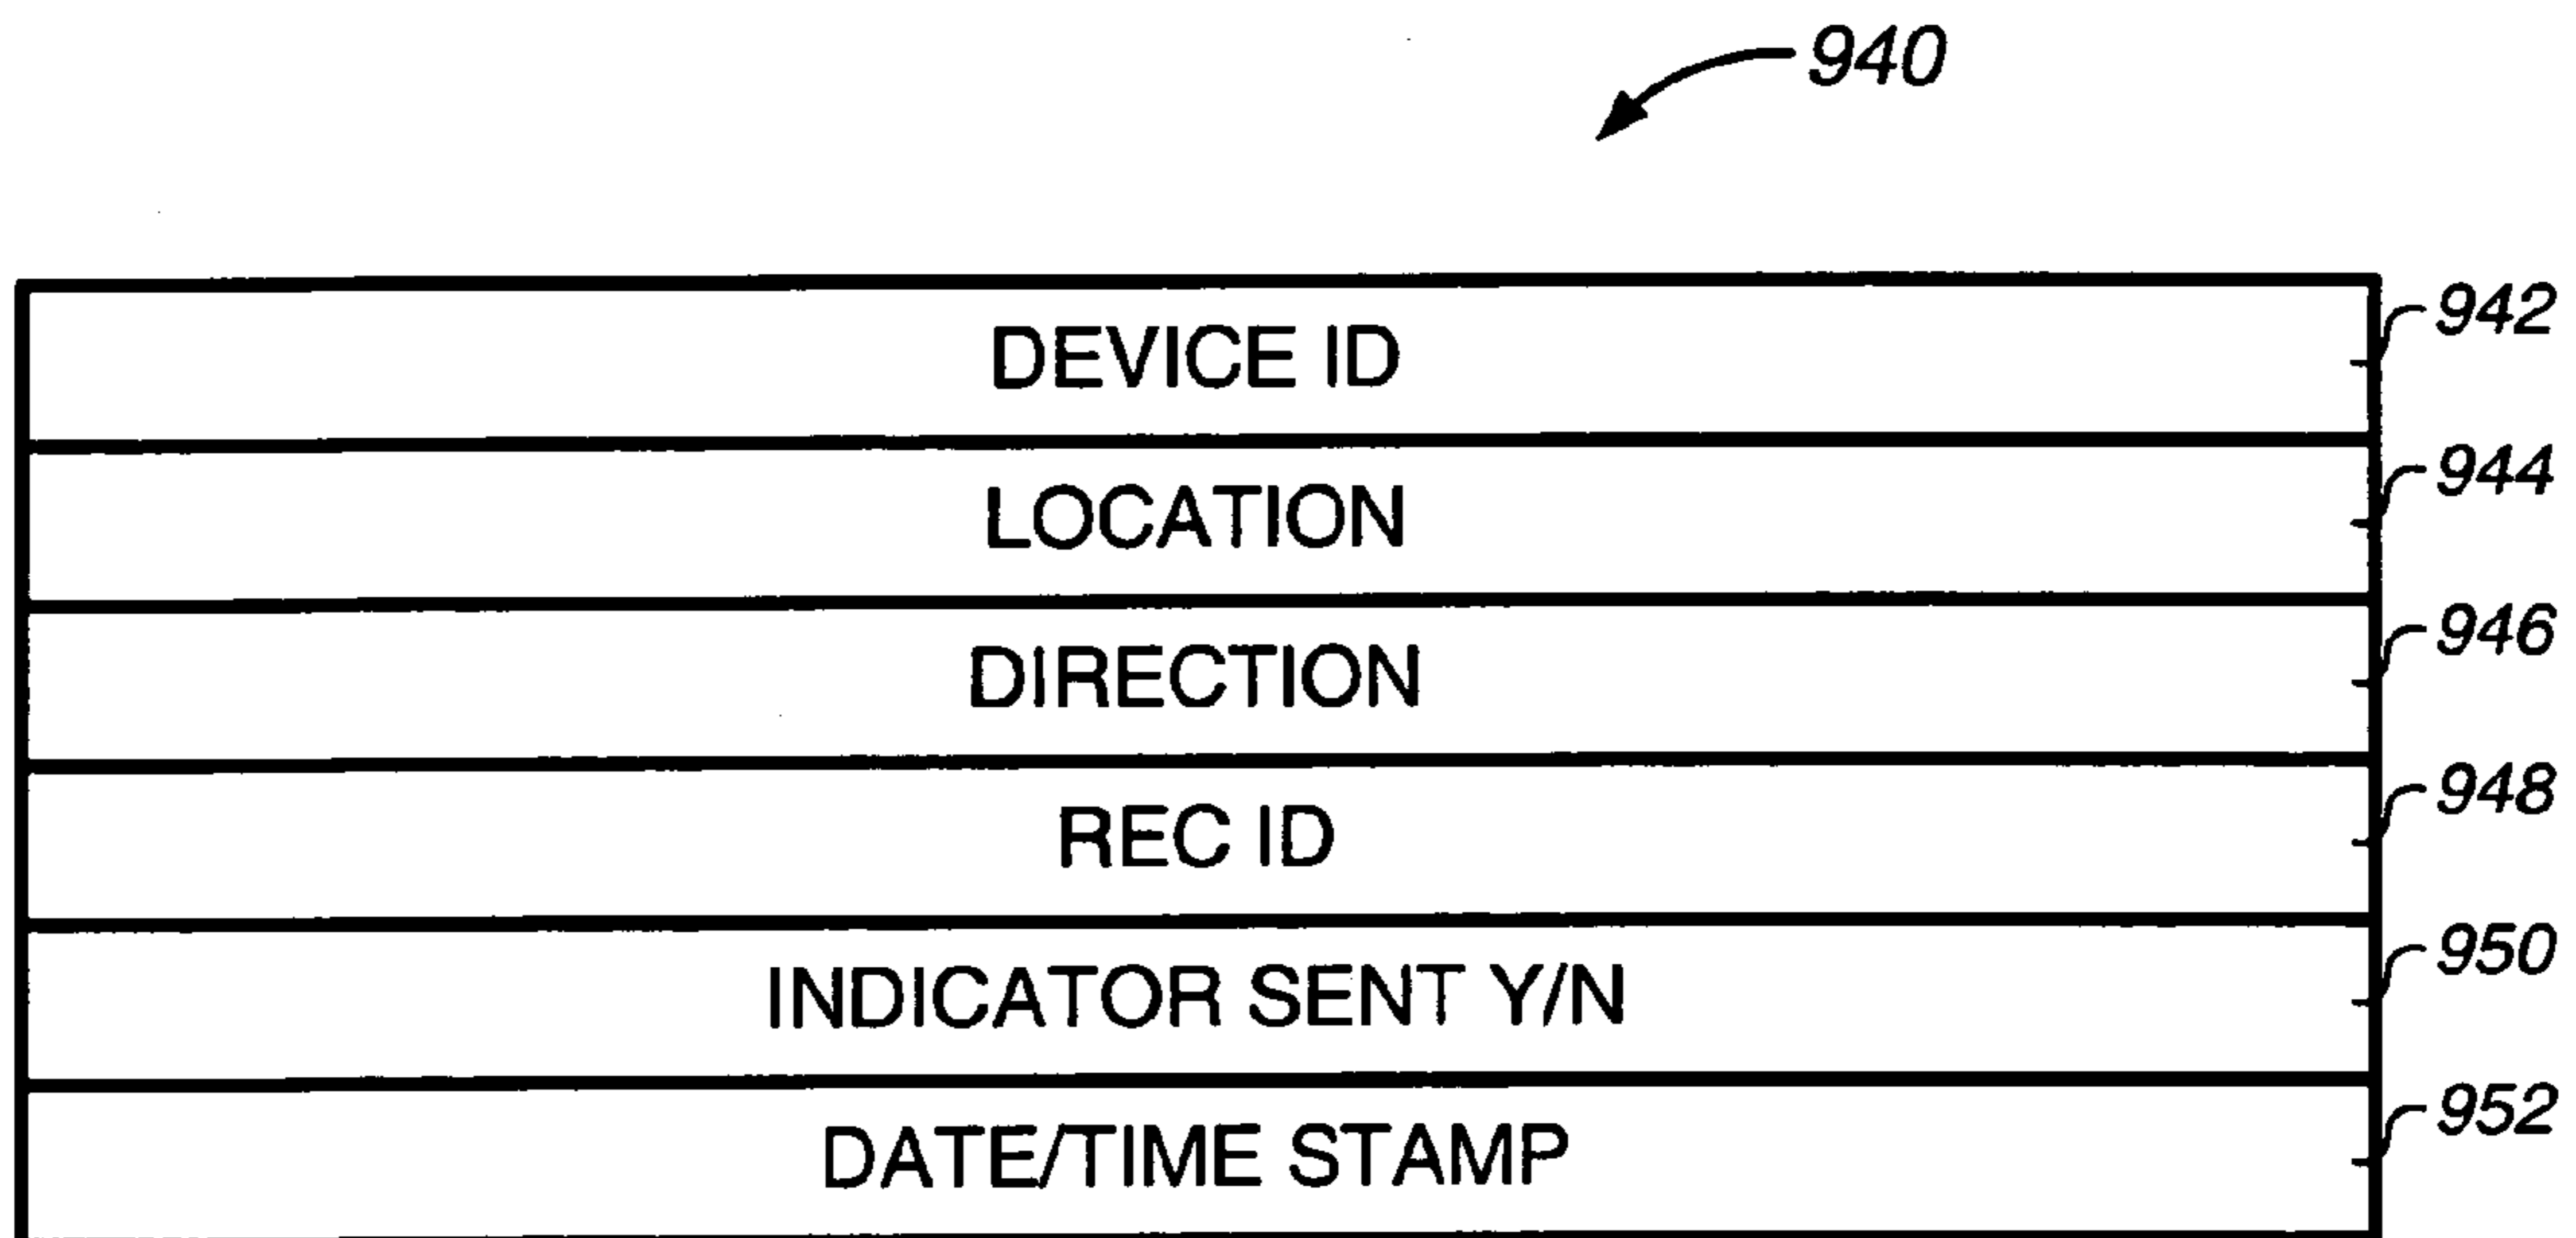 940
DEVICE ID 942
LOCATION 944
DIRECTION 946
REC ID 948
INDICATOR SENT Y/N 950
DATE/TIME STAMP 952